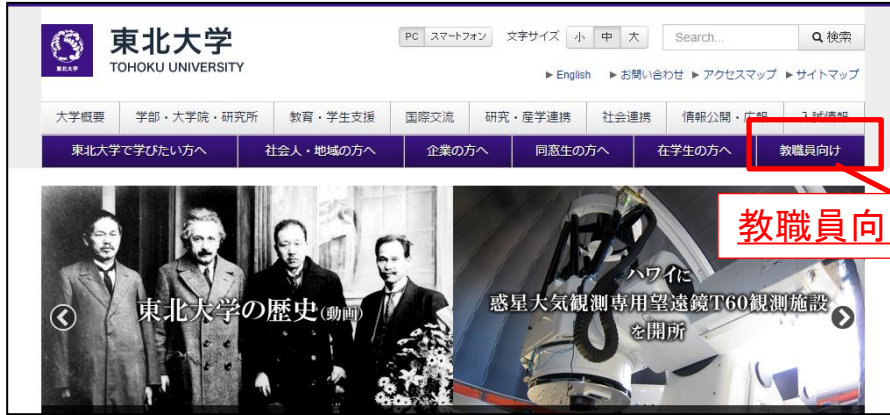 東北大学
TOHOKU UNIVERSITY
東北大学
PC スマートフォン 文字サイズ 小 中 大 Search... 検索
English お問い合わせ アクセスマップ サイトマップ
大学概要 学部・大学院・研究所 教育・学生支援 国際交流 研究・産学連携 社会連携 情報公開・広報 入試情報
東北大学で学びたい方へ 社会人・地域の方へ 企業の方へ 同窓生の方へ 在学生の方へ 教職員向け
教職員向
東北大学の歴史(動画)
ハワイに
惑星大気観測専用望遠鏡T60観測施設
を開所